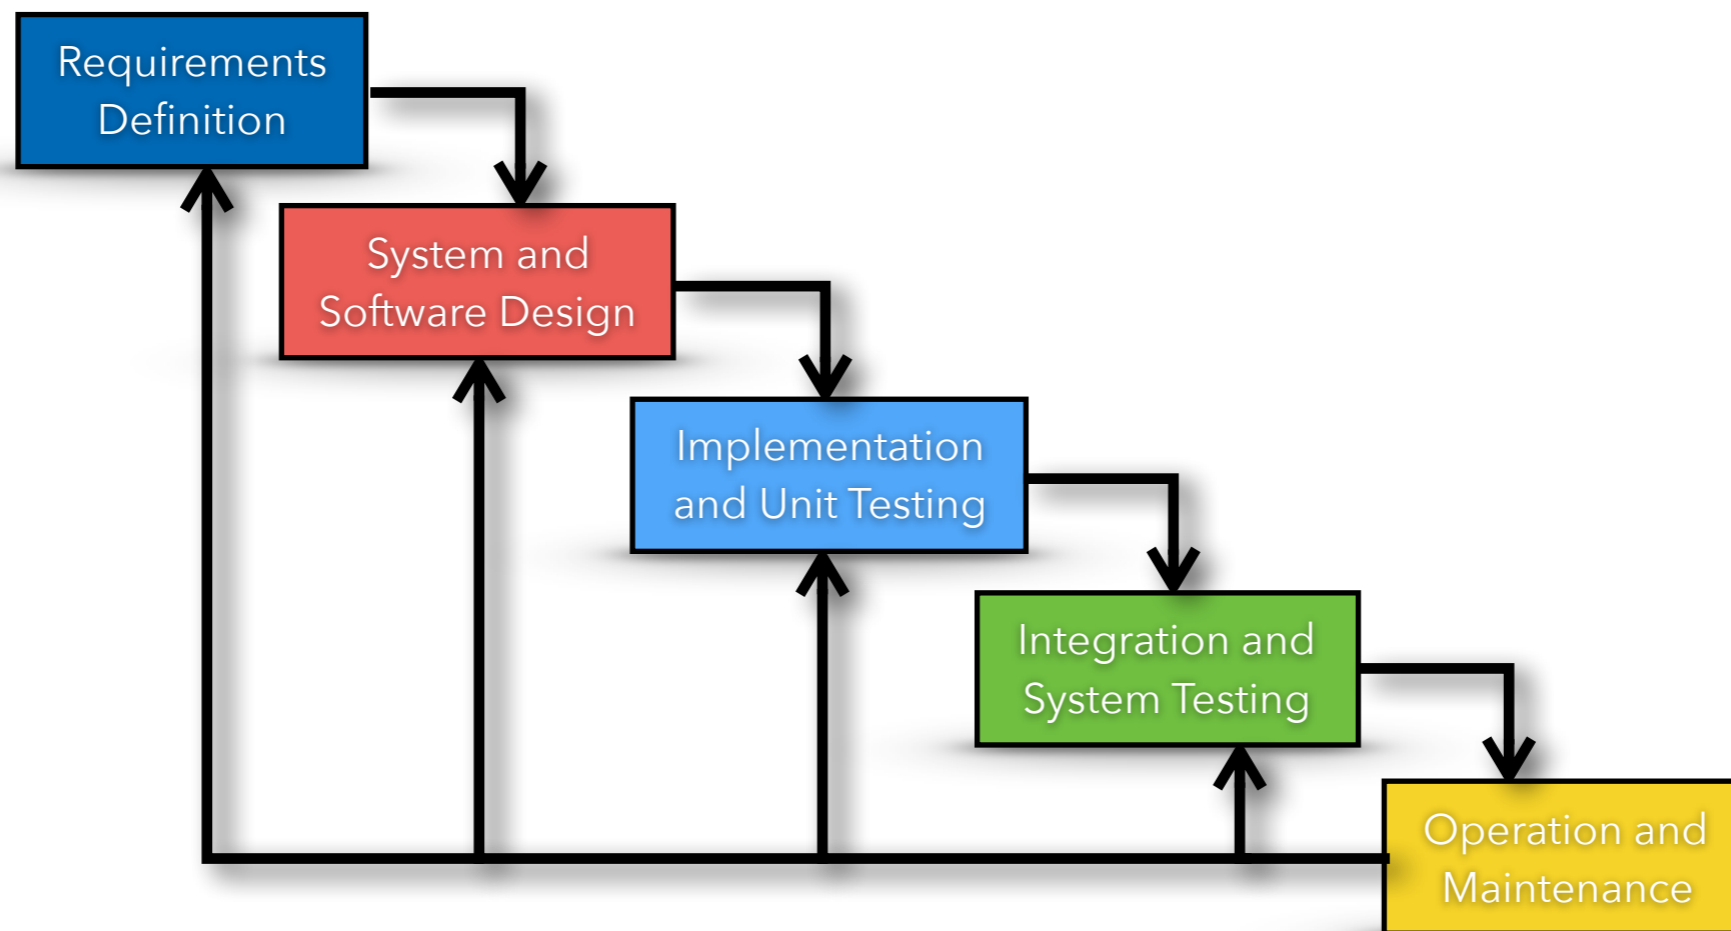 Requirements
Definition
System and
Software Design
Implementation
and Unit Testing
Integration and
System Testing
Operation and
Maintenance